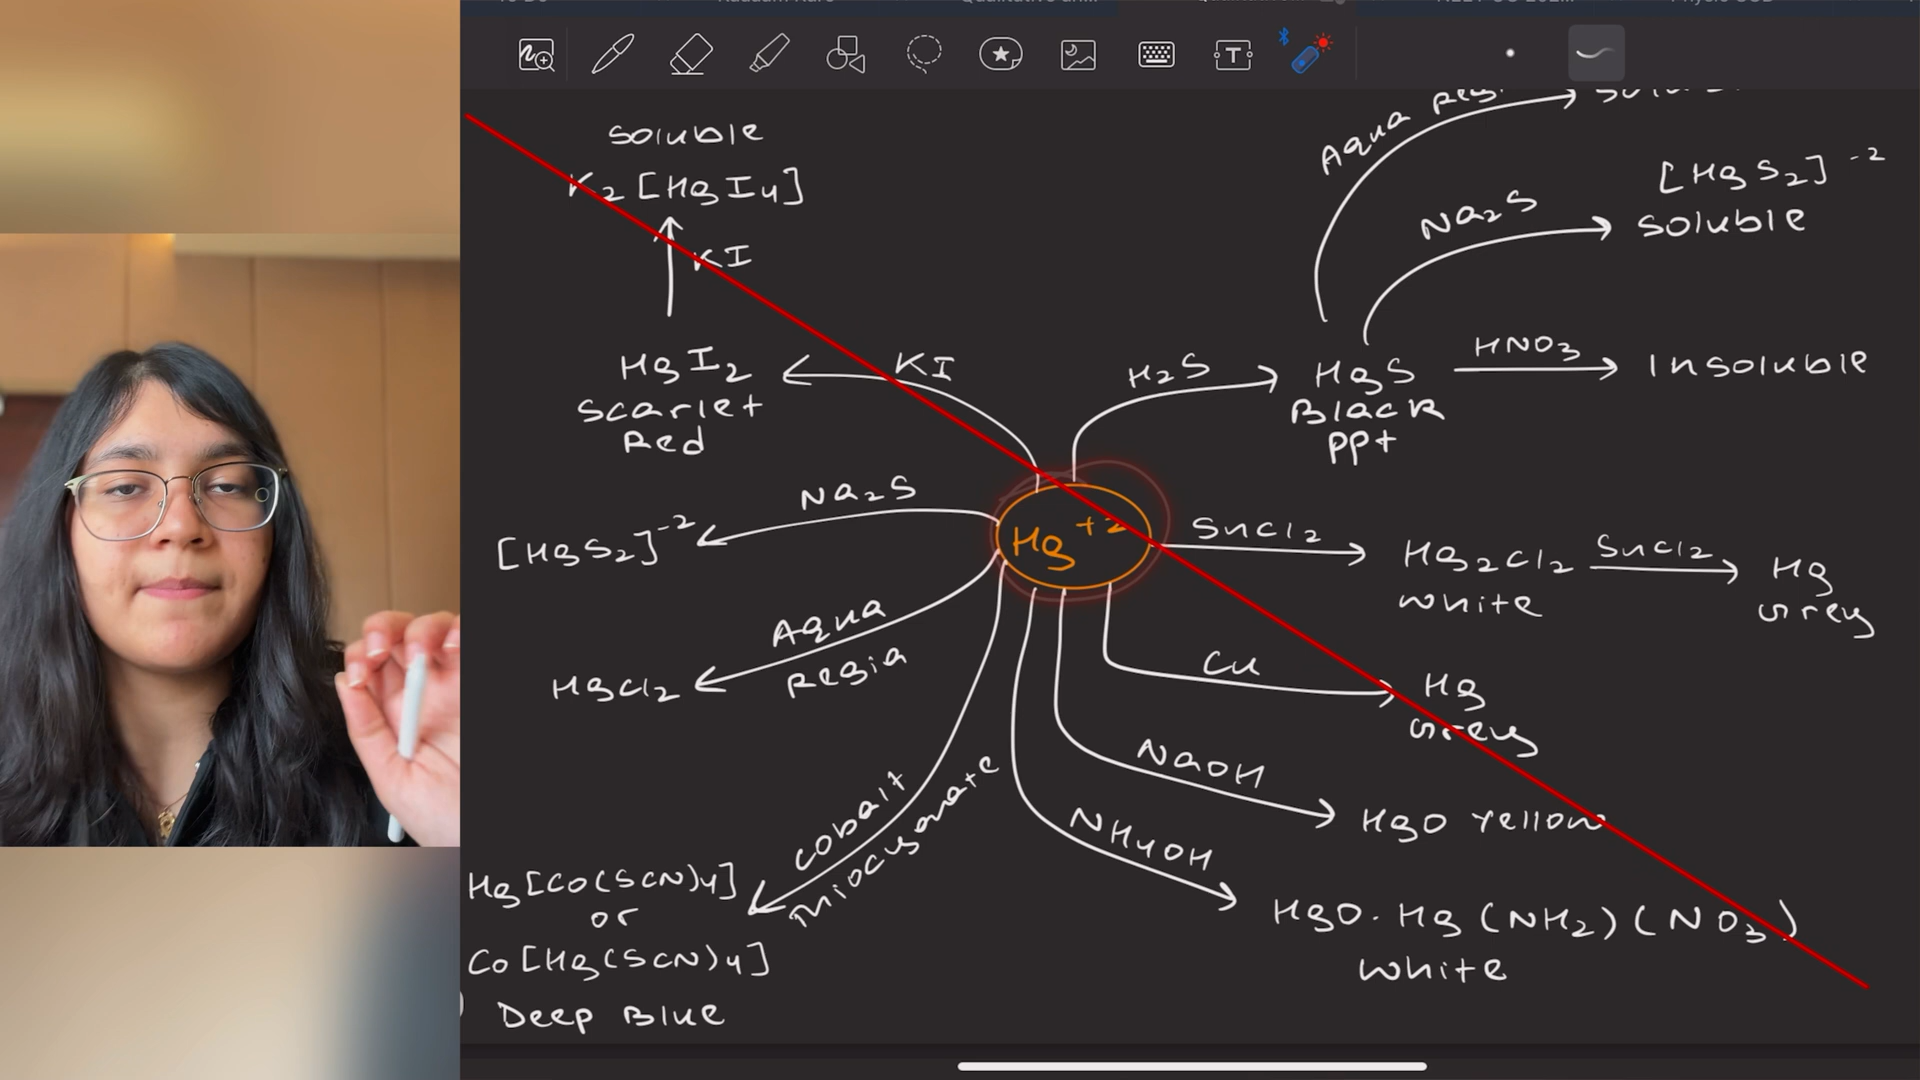 Aqua
Soluble
K2[HgI4]
KI
[HgS2]-2
Na2S
Soluble
HgI2
Scarlet
Red
KI
H2S
HgS
Black
ppt
HNO3
Insoluble
Na2S
[HgS2]-2
Hg+2
SnCl2
Hg2Cl2
white
SnCl2
Hg
Grey
Aqua
Regia
HgCl2
Cu
Hg
Grey
NaOH
HgO Yellow
NH4OH
HgO.Hg(NH2)(NO3)
white
Cobalt
Thiocyanate
Hg[Co(SCN)4]
or
Co[Hg(SCN)4]
Deep Blue